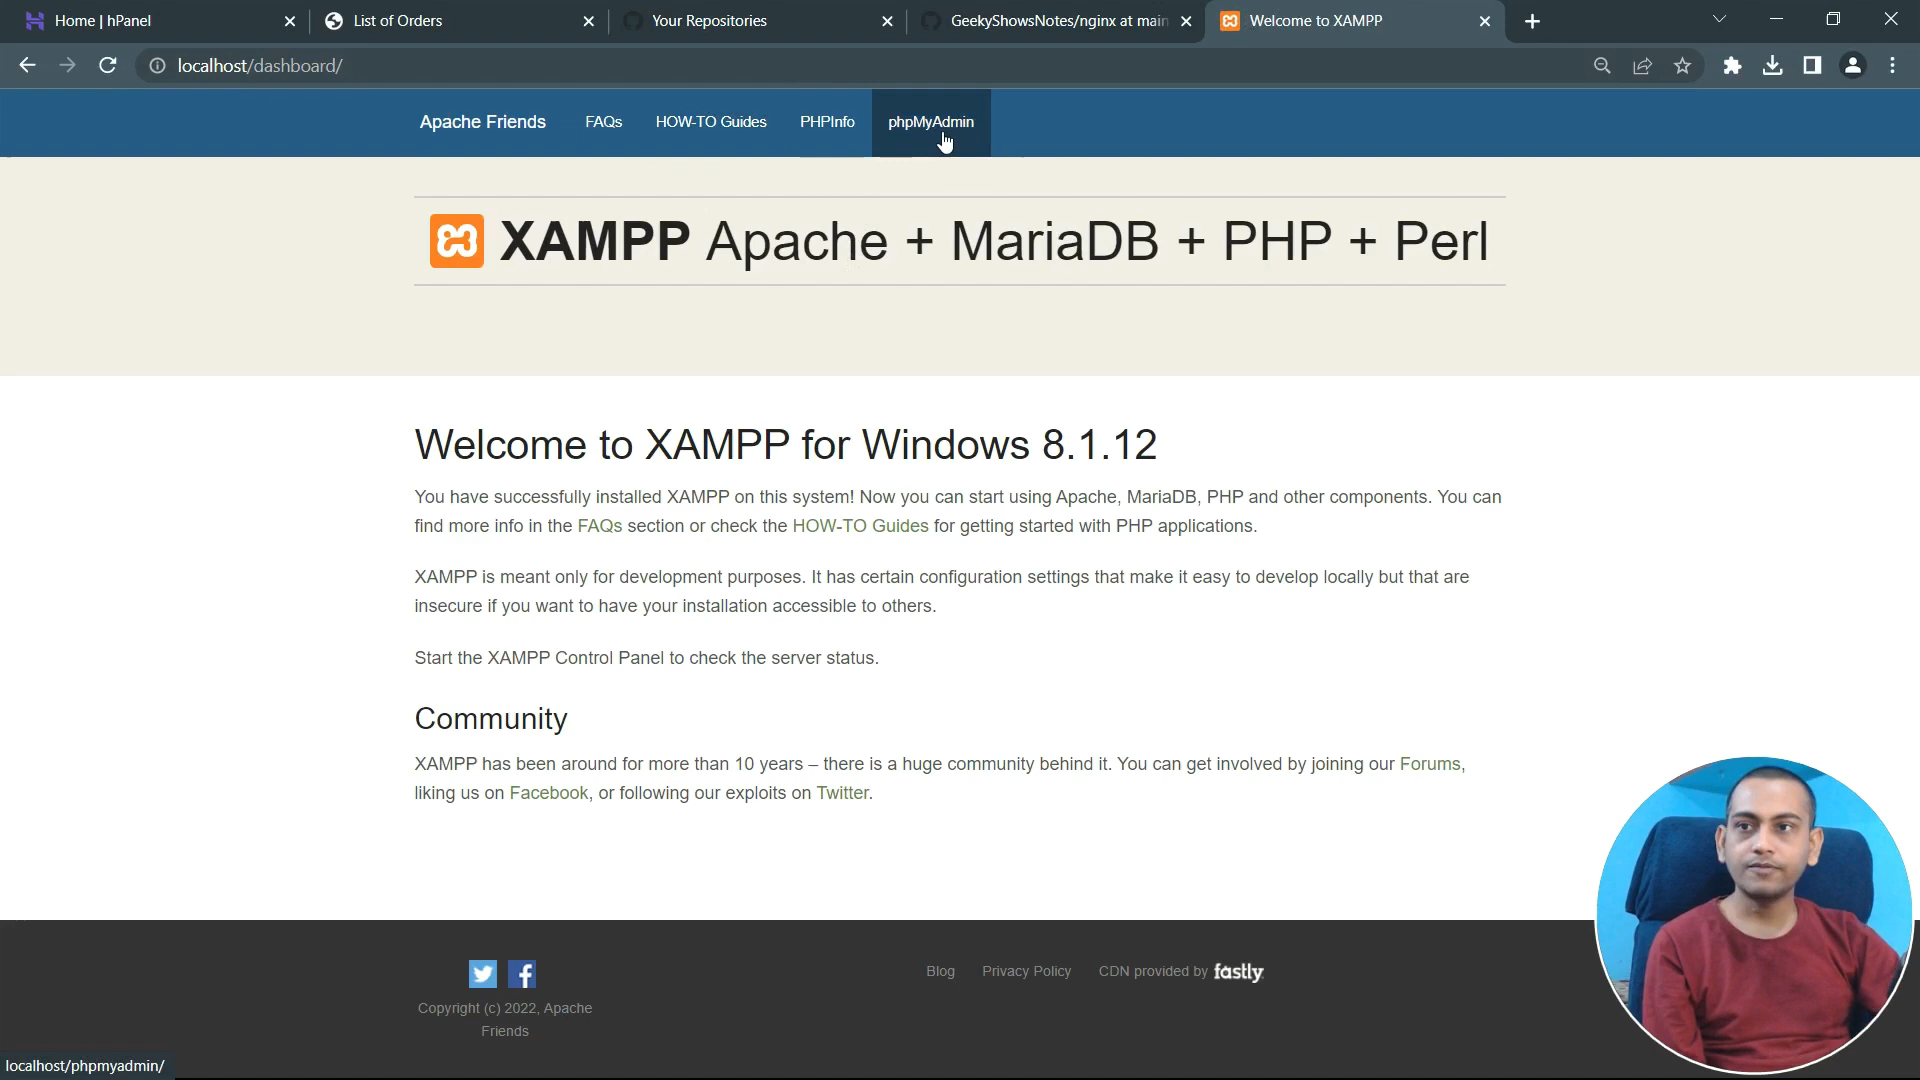 Home | hPanel
List of Orders
Your Repositories
GeekyShowsNotes/nginx at main
Welcome to XAMPP
localhost/dashboard/
Apache Friends
FAQs
HOW-TO Guides
PHPInfo
phpMyAdmin
XAMPP Apache + MariaDB + PHP + Perl
Welcome to XAMPP for Windows 8.1.12
You have successfully installed XAMPP on this system! Now you can start using Apache, MariaDB, PHP and other components. You can
find more info in the FAQs section or check the HOW-TO Guides for getting started with PHP applications.
XAMPP is meant only for development purposes. It has certain configuration settings that make it easy to develop locally but that are
insecure if you want to have your installation accessible to others.
Start the XAMPP Control Panel to check the server status.
Community
XAMPP has been around for more than 10 years – there is a huge community behind it. You can get involved by joining our Forums,
liking us on Facebook, or following our exploits on Twitter.
Blog
Privacy Policy
CDN provided by fastly
Copyright (c) 2022, Apache
Friends
localhost/phpmyadmin/